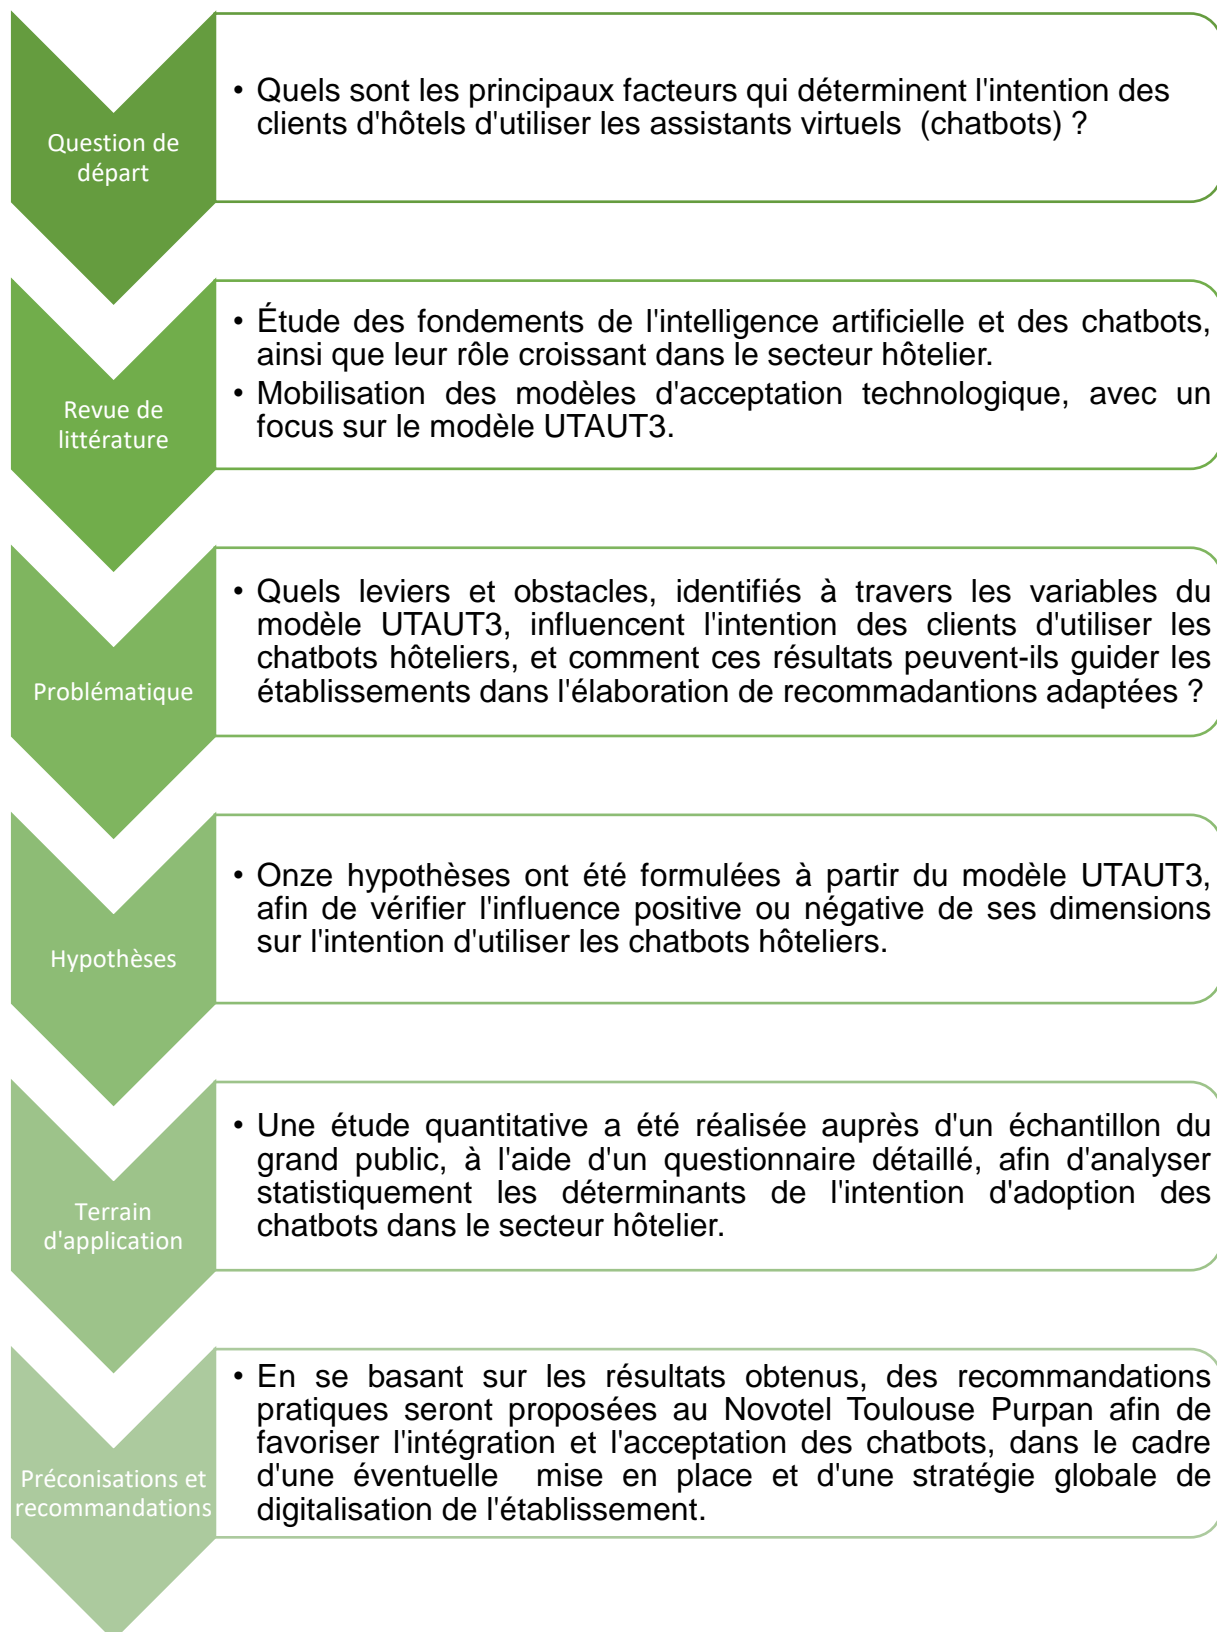 Question de
départ
• Quels sont les principaux facteurs qui déterminent l'intention des
clients d'hôtels d'utiliser les assistants virtuels  (chatbots) ?
Revue de
littérature
• Étude des fondements de l'intelligence artificielle et des chatbots,
ainsi que leur rôle croissant dans le secteur hôtelier.
• Mobilisation des modèles d'acceptation technologique, avec un
focus sur le modèle UTAUT3.
Problématique
• Quels leviers et obstacles, identifiés à travers les variables du
modèle UTAUT3, influencent l'intention des clients d'utiliser les
chatbots hôteliers, et comment ces résultats peuvent-ils guider les
établissements dans l'élaboration de recommadantions adaptées ?
Hypothèses
• Onze hypothèses ont été formulées à partir du modèle UTAUT3,
afin de vérifier l'influence positive ou négative de ses dimensions
sur l'intention d'utiliser les chatbots hôteliers.
Terrain
d'application
• Une étude quantitative a été réalisée auprès d'un échantillon du
grand public, à l'aide d'un questionnaire détaillé, afin d'analyser
statistiquement les déterminants de l'intention d'adoption des
chatbots dans le secteur hôtelier.
Préconisations et
recommandations
• En se basant sur les résultats obtenus, des recommandations
pratiques seront proposées au Novotel Toulouse Purpan afin de
favoriser l'intégration et l'acceptation des chatbots, dans le cadre
d'une éventuelle  mise en place et d'une stratégie globale de
digitalisation de l'établissement.